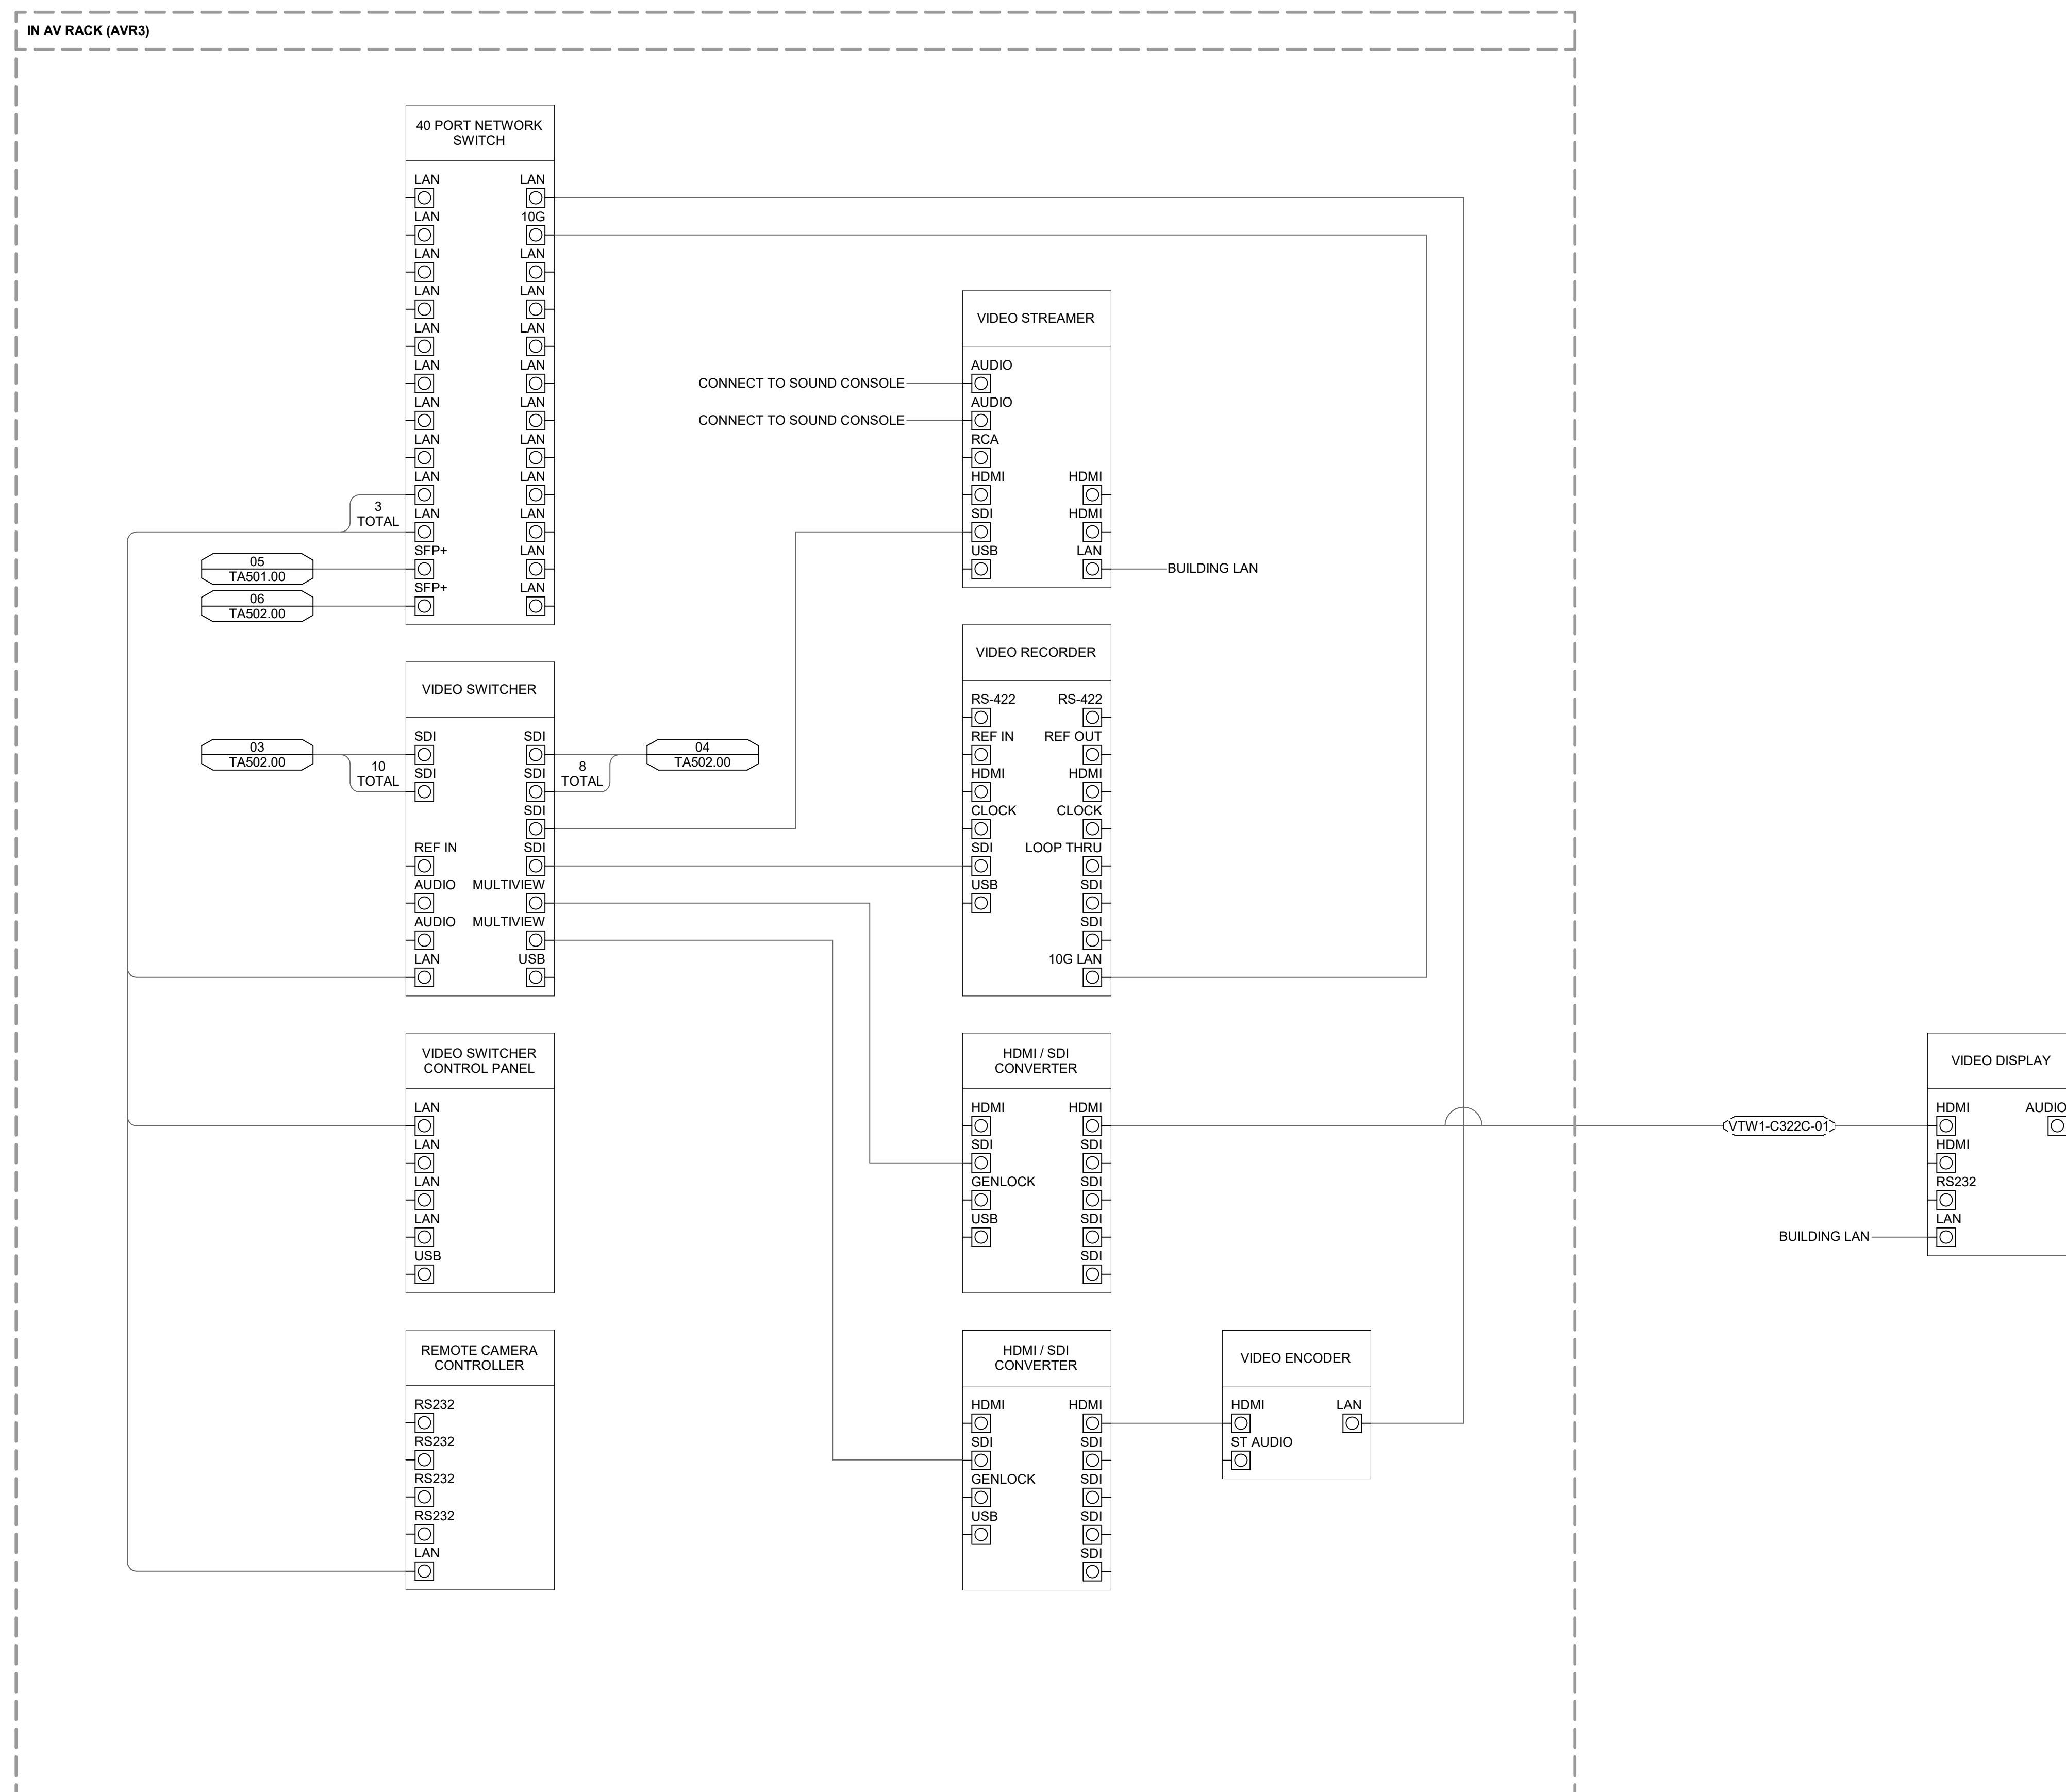 IN AV RACK (AVR3)
40 PORT NETWORK
SWITCH
LAN LAN
LAN 10G
LAN LAN
LAN LAN
LAN LAN
LAN LAN
LAN LAN
LAN LAN
LAN LAN
3
TOTAL
LAN LAN
SFP+ LAN
05
TA501.00
SFP+ LAN
06
TA502.00
VIDEO STREAMER
AUDIO
CONNECT TO SOUND CONSOLE
AUDIO
CONNECT TO SOUND CONSOLE
RCA
HDMI HDMI
SDI HDMI
USB LAN
BUILDING LAN
VIDEO SWITCHER
03
TA502.00
SDI SDI
10
TOTAL
SDI SDI
8
TOTAL
04
TA502.00
SDI
REF IN SDI
AUDIO MULTIVIEW
AUDIO MULTIVIEW
LAN USB
VIDEO RECORDER
RS-422 RS-422
REF IN REF OUT
HDMI HDMI
CLOCK CLOCK
SDI LOOP THRU
USB SDI
SDI
10G LAN
VIDEO SWITCHER
CONTROL PANEL
LAN
LAN
LAN
LAN
USB
HDMI / SDI
CONVERTER
HDMI HDMI
SDI SDI
GENLOCK SDI
USB SDI
SDI
VTW1-C322C-01
VIDEO DISPLAY
HDMI AUDIO
HDMI
RS232
LAN
BUILDING LAN
REMOTE CAMERA
CONTROLLER
RS232
RS232
RS232
RS232
LAN
HDMI / SDI
CONVERTER
HDMI HDMI
SDI SDI
GENLOCK SDI
USB SDI
SDI
VIDEO ENCODER
HDMI LAN
ST AUDIO